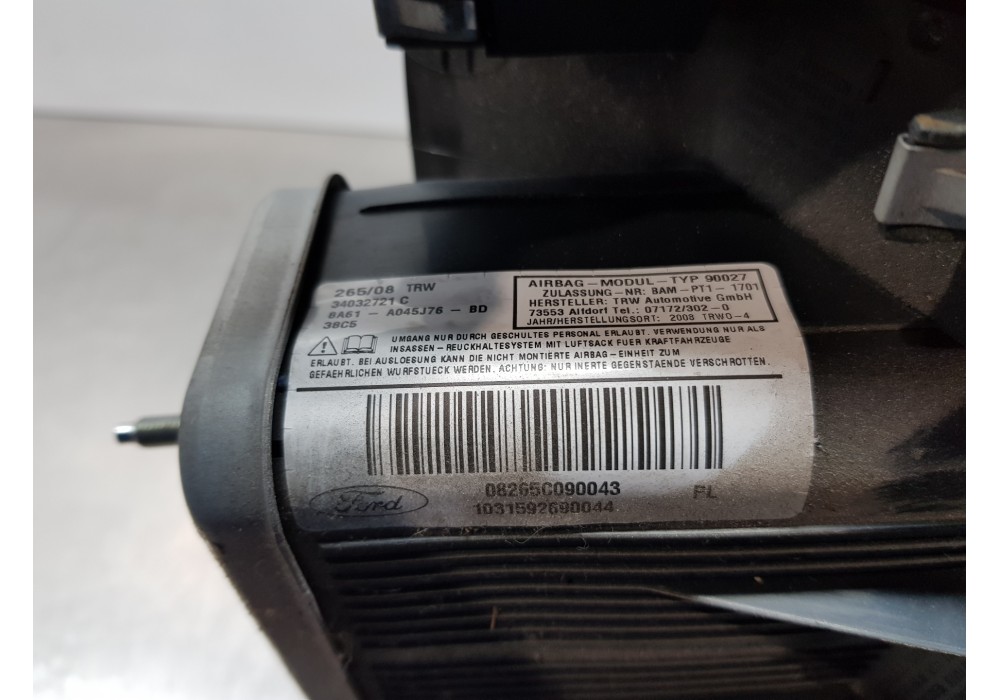 265/08 TRW
34032721 C
8A61 - A045J76 - BD
38C5
AIRBAG-MODUL-TYP 90027
ZULASSUNG-NR: BAM-PT1-1701
HERSTELLER: TRW Automotive GmbH
73553 Alfdorf Tel.: 07172/302-0
JAHR/HERSTELLUNGSORT: 2008 TRWO-4
UMGANG NUR DURCH GESCHULTES PERSONAL ERLAUBT. VERWENDUNG NUR ALS
INSASSEN-REUCKHALTESYSTEM MIT LUFTSACK FUER KRAFTFAHRZEUGE
ERLAUBT. BEI AUSLOESUNG KANN DIE NICHT MONTIERTE AIRBAG-EINHEIT ZUM
GEFAEHRLICHEN WURFSTUECK WERDEN. ACHTUNG: NUR INERTE GEGENSTAENDE VERSCHROTTEN.
08265C090043 PL
1031592690044
Ford